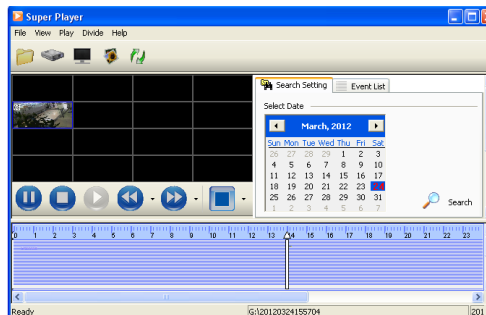 Super Player
File View Play Divide Help
Search Setting Event List
Select Date
March, 2012
Sun Mon Tue Wed Thu Fri Sat
26 27 28 29 1 2 3
4 5 6 7 8 9 10
11 12 13 14 15 16 17
18 19 20 21 22 23
25 26 27 28 29 30 31
1 2 3 4 5 6 7
Search
0 1 2 3 4 5 6 7 8 9 10 11 12 13 14 15 16 17 18 19 20 21 22 23
Ready G:\20120324155704 201